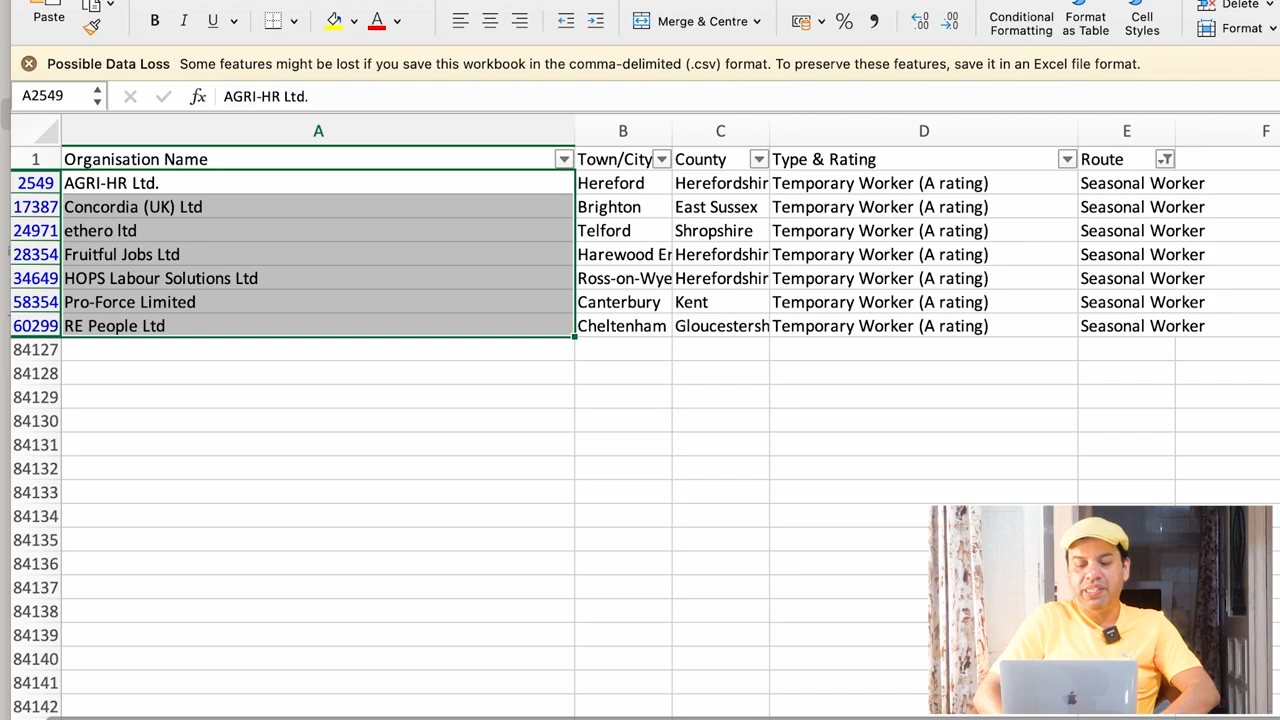 Paste B I U A Merge & Centre % Conditional Formatting Format as Table Cell Styles Delete Format
Possible Data Loss Some features might be lost if you save this workbook in the comma-delimited (.csv) format. To preserve these features, save it in an Excel file format.
A2549 fx AGRI-HR Ltd.
A B C D E F
1 Organisation Name Town/City County Type & Rating Route
2549 AGRI-HR Ltd. Hereford Herefordshir Temporary Worker (A rating) Seasonal Worker
17387 Concordia (UK) Ltd Brighton East Sussex Temporary Worker (A rating) Seasonal Worker
24971 ethero ltd Telford Shropshire Temporary Worker (A rating) Seasonal Worker
28354 Fruitful Jobs Ltd Harewood En Herefordshir Temporary Worker (A rating) Seasonal Worker
34649 HOPS Labour Solutions Ltd Ross-on-Wye Herefordshir Temporary Worker (A rating) Seasonal Worker
58354 Pro-Force Limited Canterbury Kent Temporary Worker (A rating) Seasonal Worker
60299 RE People Ltd Cheltenham Gloucestersh Temporary Worker (A rating) Seasonal Worker
84127
84128
84129
84130
84131
84132
84133
84134
84135
84136
84137
84138
84139
84140
84141
84142